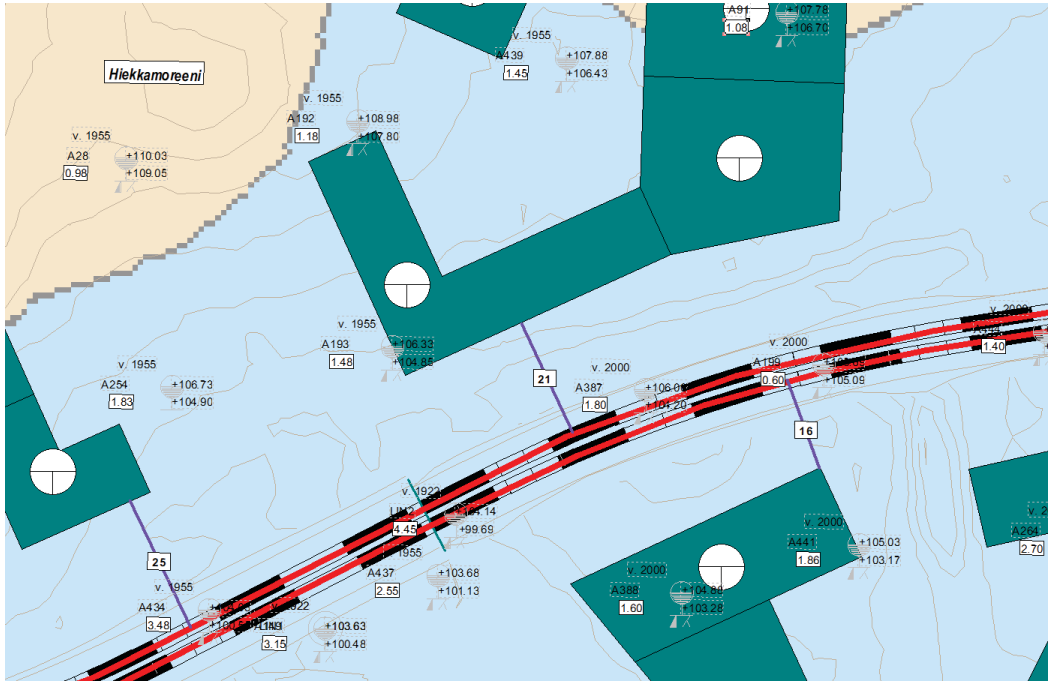 A91
+107.78
1.08
+106.70
v. 1955
A439
+107.88
1.45
+106.43
Hiekkamoreeni
v. 1955
A192
+108.98
1.18
+107.80
v. 1955
A28
+110.03
0.98
+109.05
v. 1955
A193
+106.33
1.48
+104.85
v. 2000
A199
0.60
+105.09
1.40
v. 1955
A254
+106.73
1.83
+104.90
21
v. 2000
A387
1.80
+104.20
16
v. 1922
4.45
+99.69
v. 2000
A441
+105.03
1.86
+103.17
A264
2.70
25
1955
A437
+103.68
2.55
+101.13
v. 2000
A388
+104.88
1.60
+103.28
v. 1955
A434
3.48
+103.63
3.15
+100.48